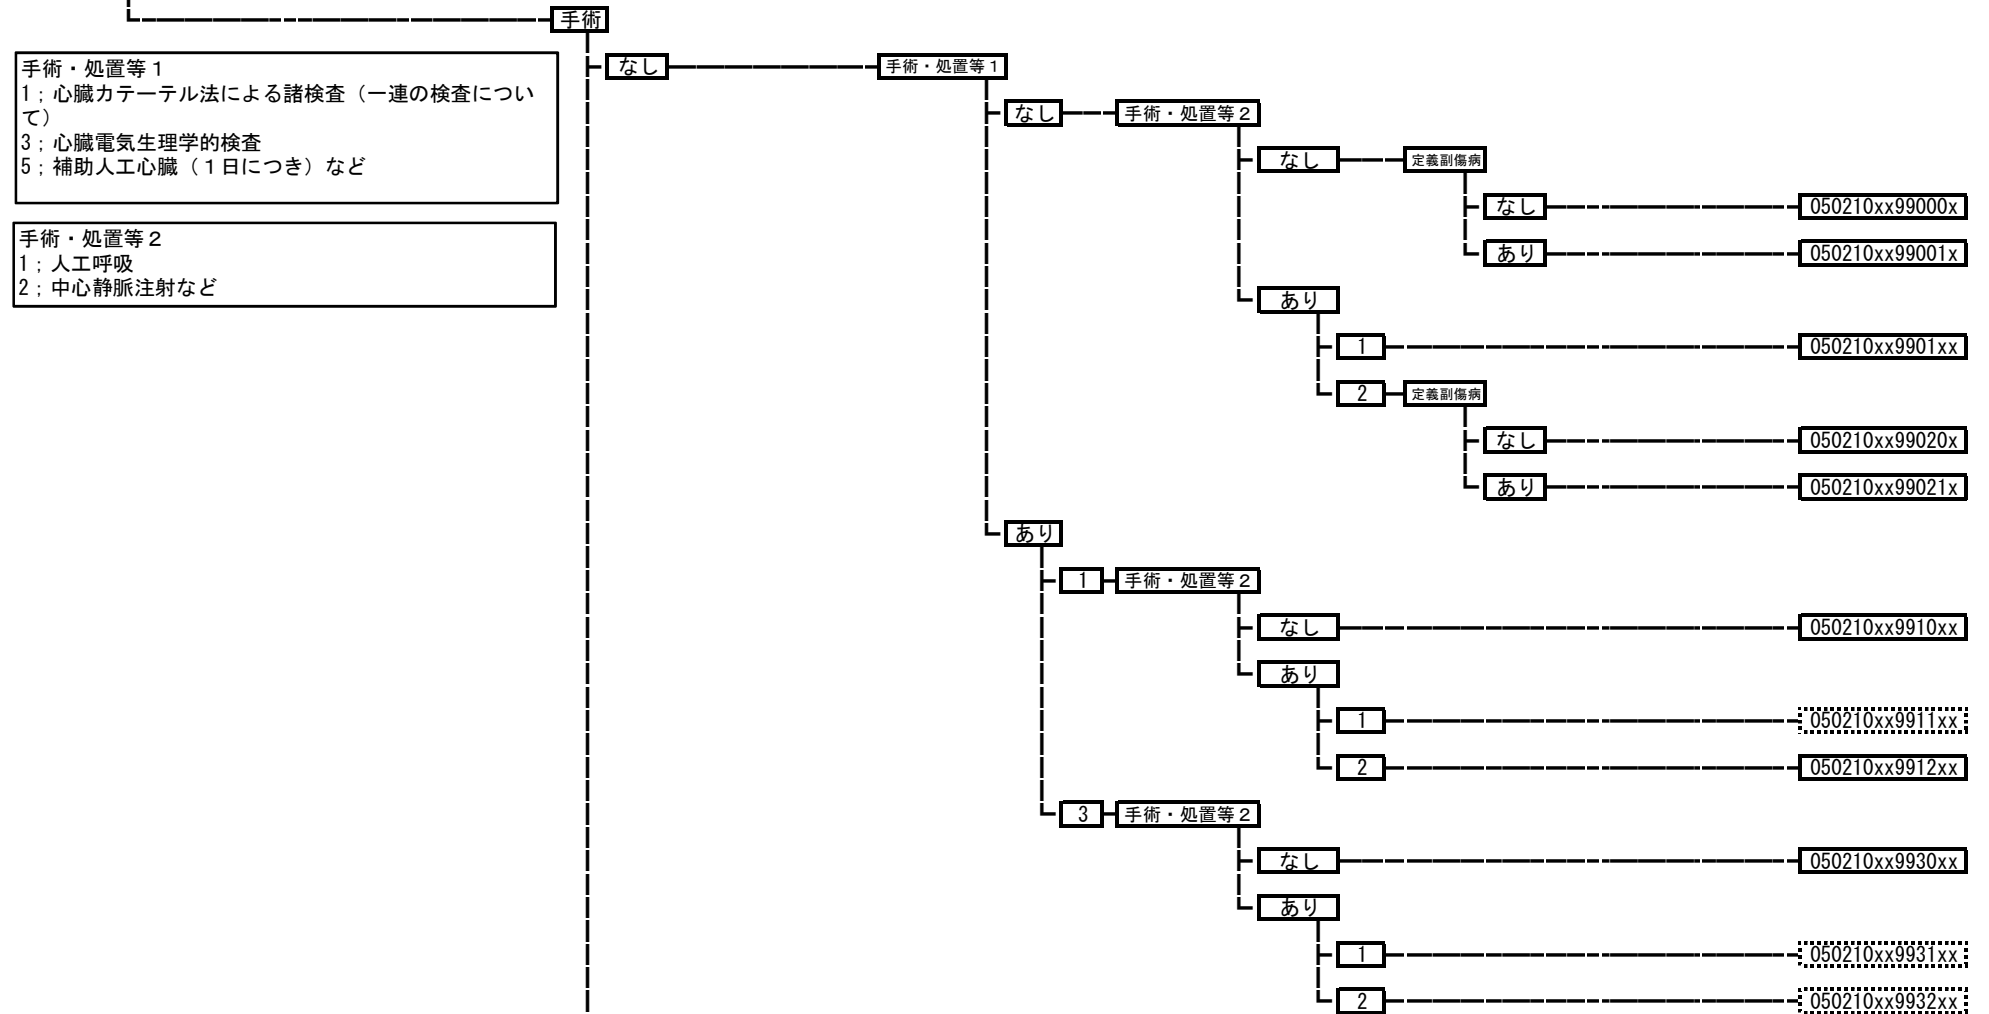 手術
手術・処置等１
1；心臓カテーテル法による諸検査（一連の検査につい
て）
3；心臓電気生理学的検査
5；補助人工心臓（１日につき）など
手術・処置等２
1；人工呼吸
2；中心静脈注射など
なし
手術・処置等１
なし
手術・処置等２
なし
定義副傷病
なし
050210xx99000x
あり
050210xx99001x
あり
1
050210xx9901xx
2
定義副傷病
なし
050210xx99020x
あり
050210xx99021x
あり
1
手術・処置等２
なし
050210xx9910xx
あり
1
050210xx9911xx
2
050210xx9912xx
3
手術・処置等２
なし
050210xx9930xx
あり
1
050210xx9931xx
2
050210xx9932xx